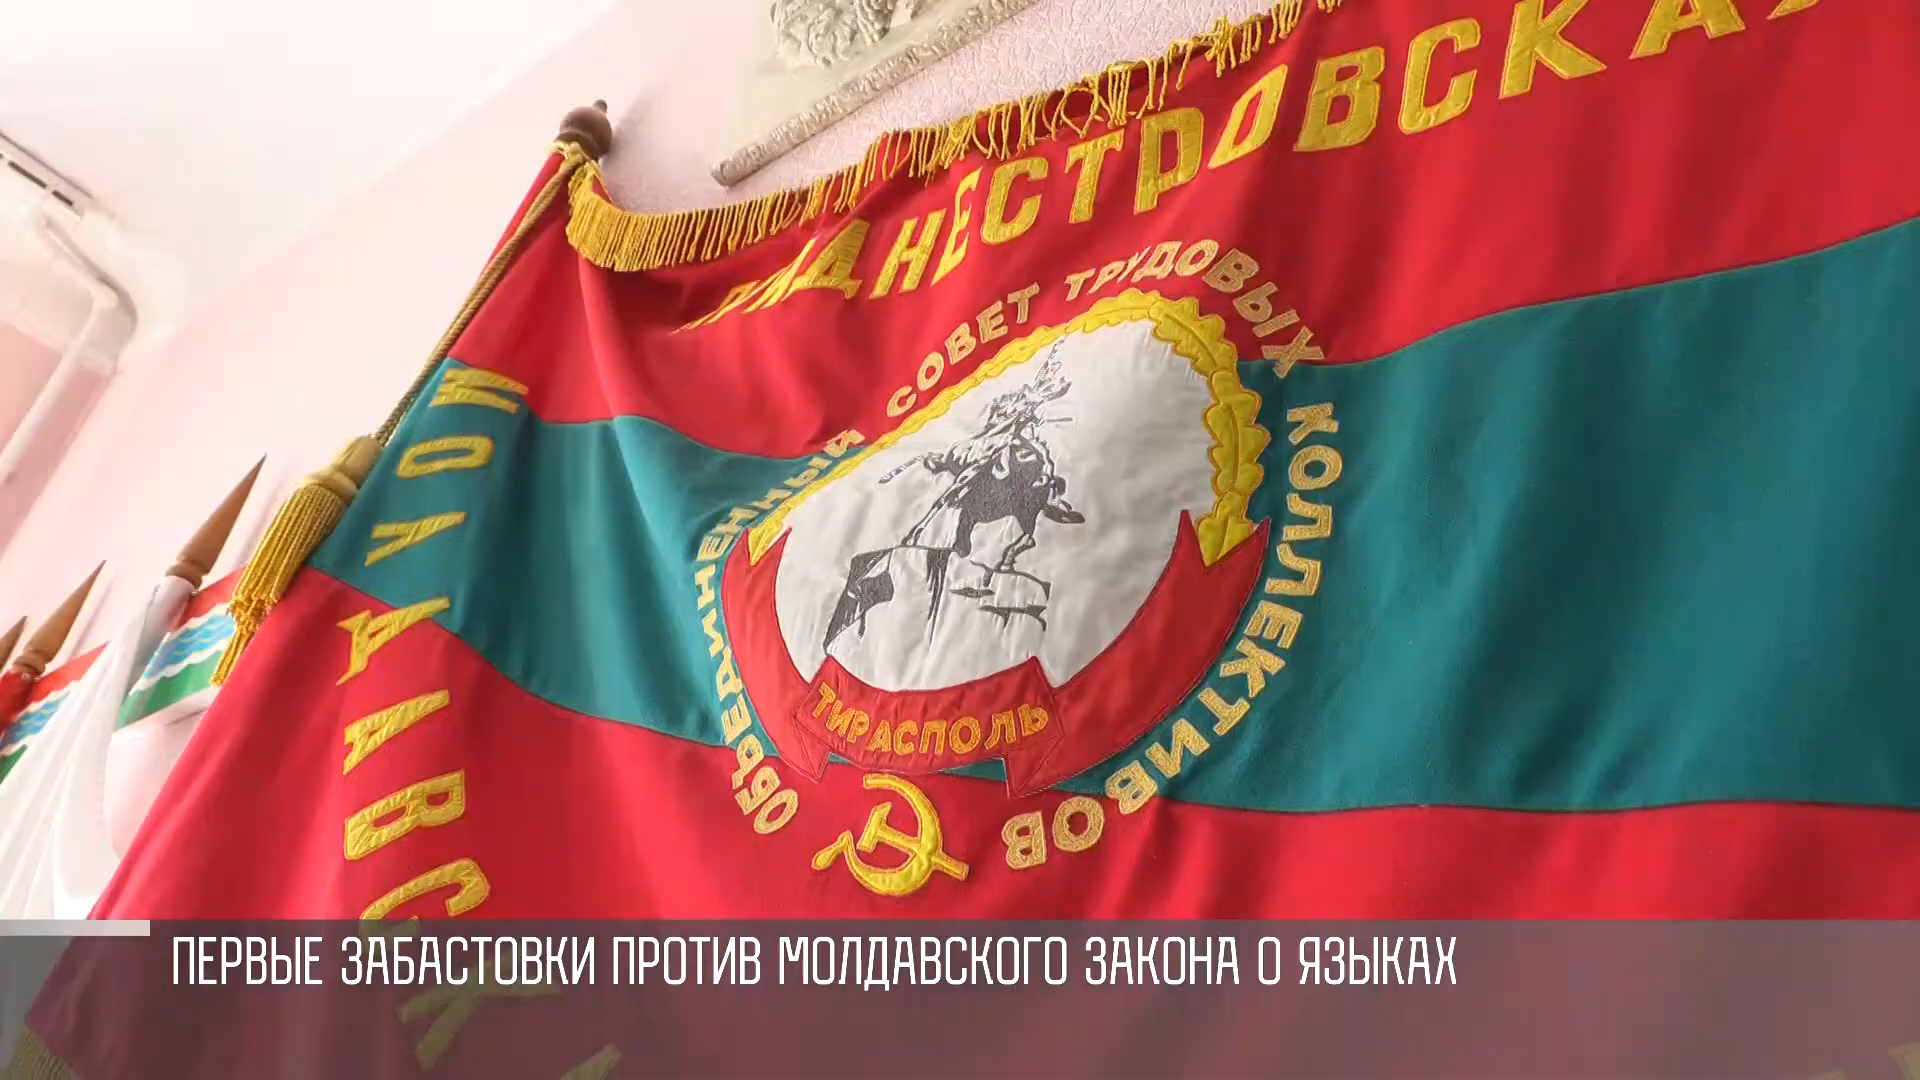 ПРИДНЕСТРОВСКАЯ
МОЛДАВСК
ОБЪЕДИНЕННЫЙ СОВЕТ ТРУДОВЫХ КОЛЛЕКТИВОВ
ТИРАСПОЛЬ
ПЕРВЫЕ ЗАБАСТОВКИ ПРОТИВ МОЛДАВСКОГО ЗАКОНА О ЯЗЫКАХ